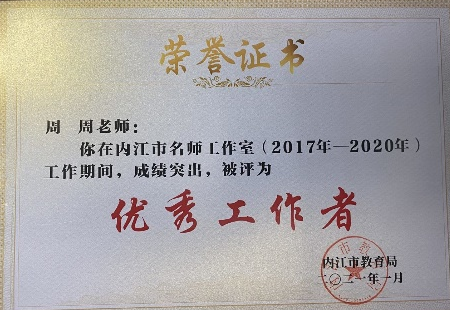 荣誉证书
周 周老师：
你在内江市名师工作室（2017年—2020年）
工作期间，成绩突出，被评为
优秀工作者
内江市教育局
二〇二一年一月